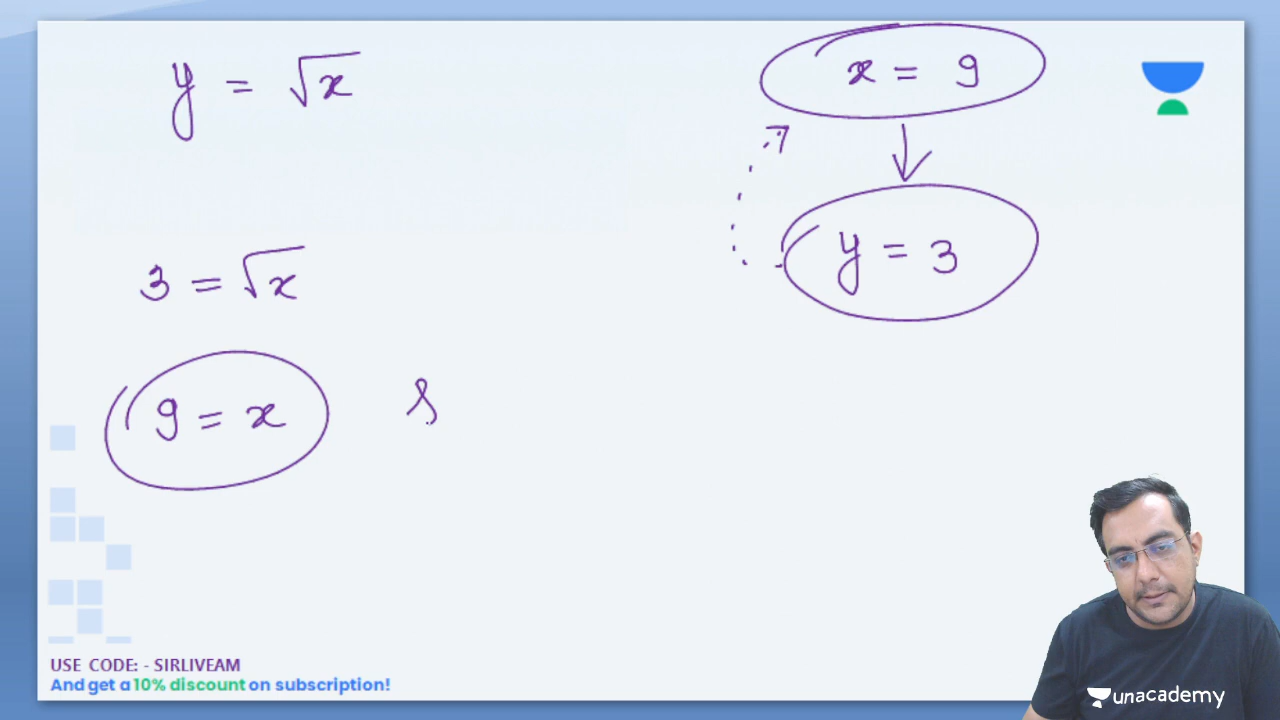 y = √x
x = 9
y = 3
3 = √x
9 = x
USE CODE: - SIRLIVEAM
And get a 10% discount on subscription!
unacademy